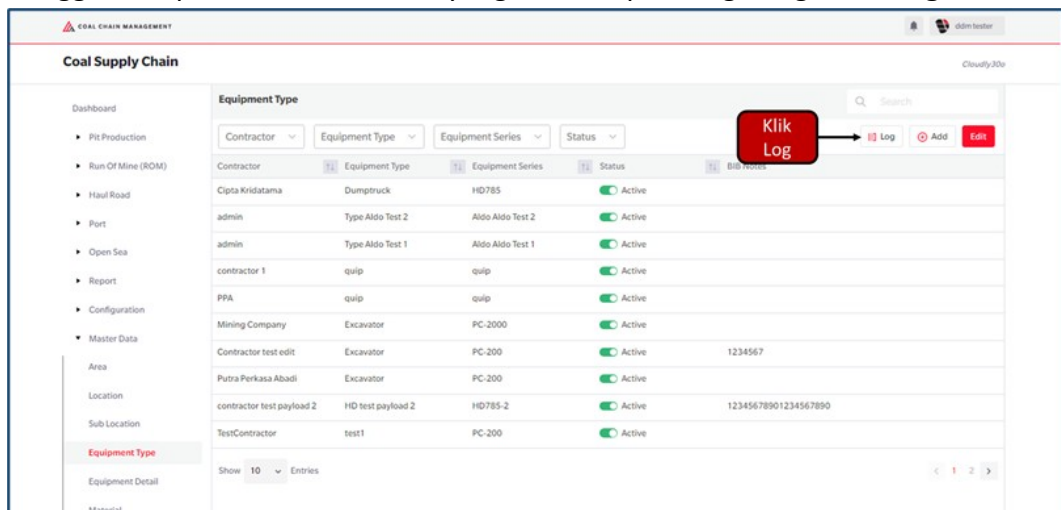 COAL CHAIN MANAGEMENT
ddm tester
Coal Supply Chain
Cloudly30o
Dashboard
Pit Production
Run Of Mine (ROM)
Haul Road
Port
Open Sea
Report
Configuration
Master Data
Area
Location
Sub Location
Equipment Type
Equipment Detail
Equipment Type
Search
Contractor
Equipment Type
Equipment Series
Status
Klik
Log
Log
Add
Edit
Contractor Equipment Type Equipment Series Status BIB Notes
Cipta Kridatama Dumptruck HD785 Active
admin Type Aldo Test 2 Aldo Aldo Test 2 Active
admin Type Aldo Test 1 Aldo Aldo Test 1 Active
contractor 1 quip quip Active
PPA quip quip Active
Mining Company Excavator PC-2000 Active
Contractor test edit Excavator PC-200 Active 1234567
Putra Perkasa Abadi Excavator PC-200 Active
contractor test payload 2 HD test payload 2 HD785-2 Active 12345678901234567890
TestContractor test1 PC-200 Active
Show 10 Entries
1 2